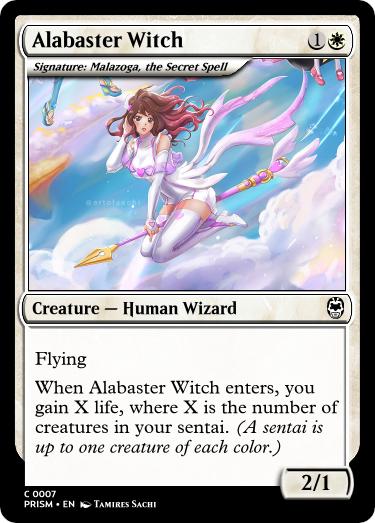 Alabaster Witch 1
Signature: Malazoga, the Secret Spell
@artofaechi
Creature — Human Wizard
Flying
When Alabaster Witch enters, you
gain X life, where X is the number of
creatures in your sentai. (A sentai is
up to one creature of each color.)
2/1
C 0007
PRISM • EN Tamires Sachi